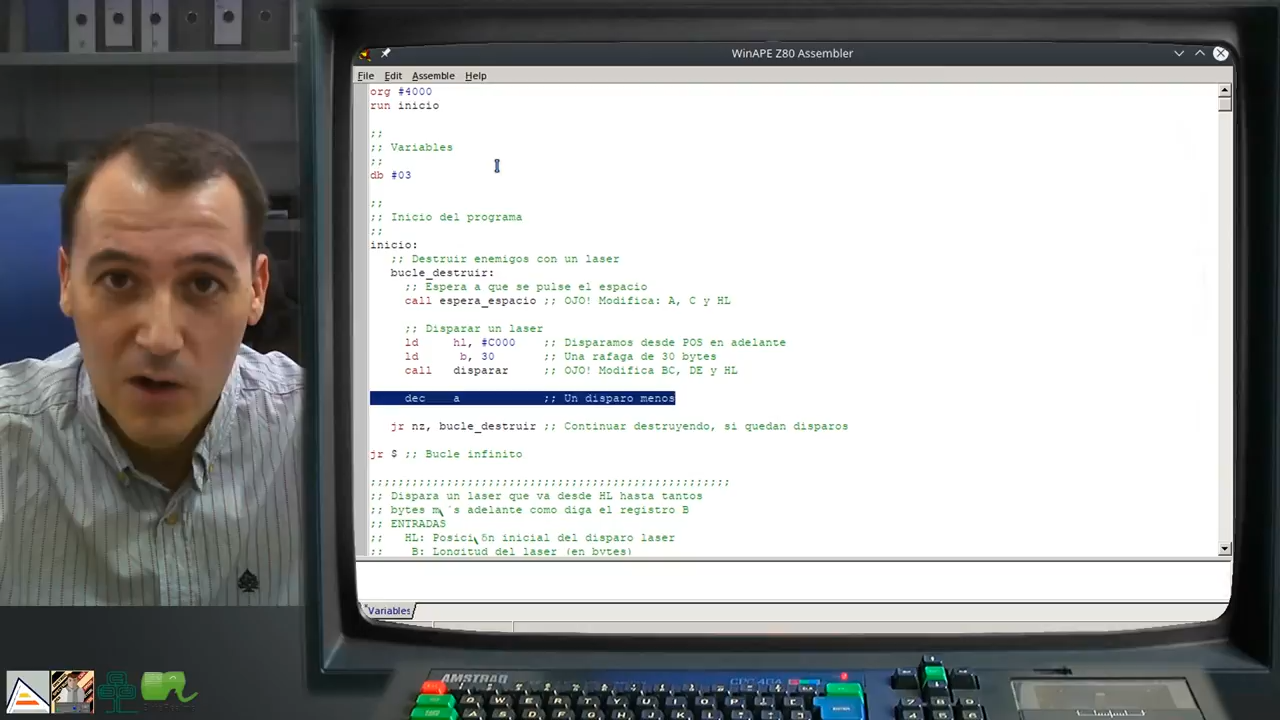 WinAPE Z80 Assembler
File Edit Assemble Help
org #4000
run inicio
;;
;; Variables
;;
db #03
;;
;; Inicio del programa
;;
inicio:
;; Destruir enemigos con un laser
bucle_destruir:
;; Espera a que se pulse el espacio
call espera_espacio ;; OJO! Modifica: A, C y HL
;; Disparar un laser
ld hl, #C000 ;; Disparamos desde POS en adelante
ld b, 30 ;; Una rafaga de 30 bytes
call disparar ;; OJO! Modifica BC, DE y HL
dec a ;; Un disparo menos
jr nz, bucle_destruir ;; Continuar destruyendo, si quedan disparos
jr $ ;; Bucle infinito
;;;;;;;;;;;;;;;;;;;;;;;;;;;;;;;;;;;;;;;;;;;;;;;;;;;;
;; Dispara un laser que va desde HL hasta tantos
;; bytes más adelante como diga el registro B
;; ENTRADAS
;; HL: Posición inicial del disparo laser
;; B: Longitud del laser (en bytes)
Variables
AMSTRAD